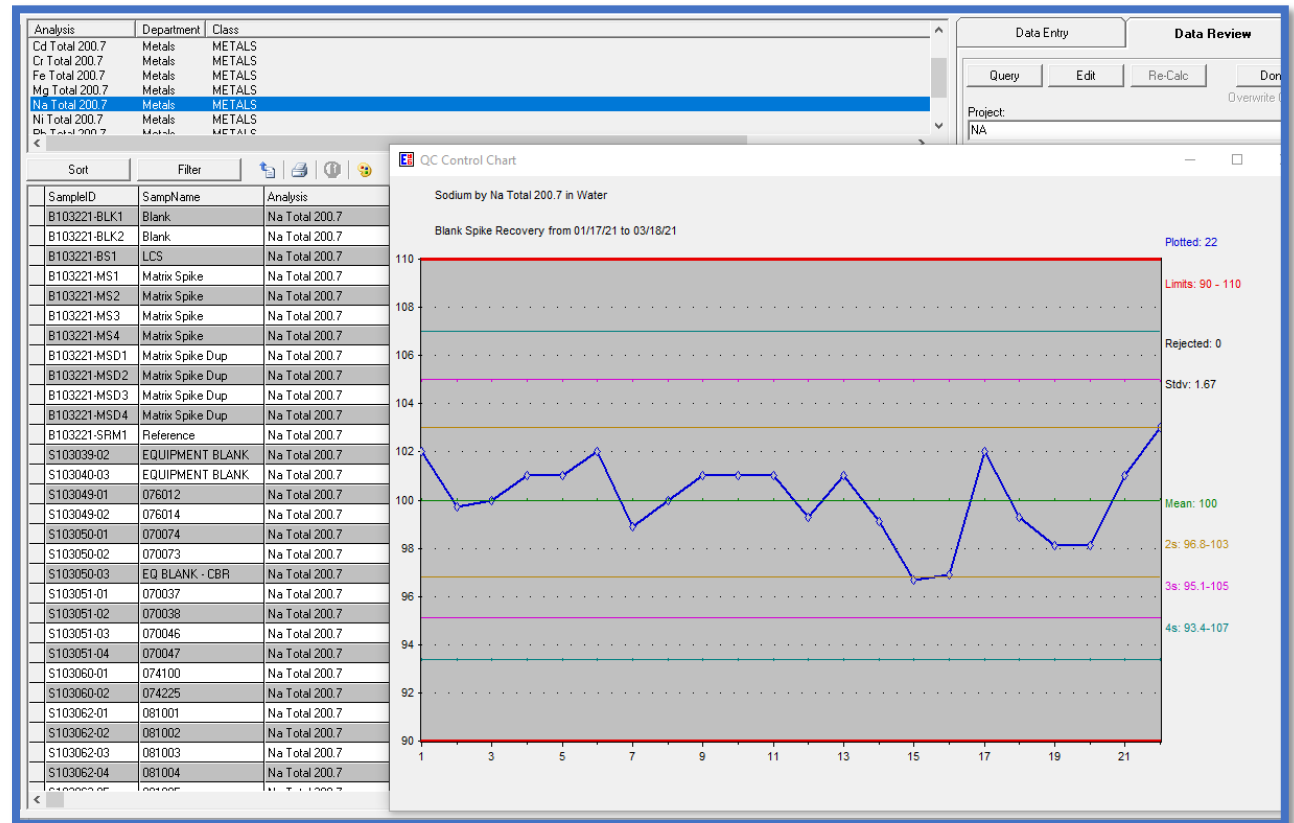 Analysis Department Class
Cd Total 200.7 Metals METALS
Cr Total 200.7 Metals METALS
Fe Total 200.7 Metals METALS
Mg Total 200.7 Metals METALS
Na Total 200.7 Metals METALS
Ni Total 200.7 Metals METALS
Pb Total 200.7 Metals METALS
Data Entry Data Review
Query Edit Re-Calc Don
Overwrite
Project:
NA
Sort Filter
SampleID SampName Analysis
B103221-BLK1 Blank Na Total 200.7
B103221-BLK2 Blank Na Total 200.7
B103221-BS1 LCS Na Total 200.7
B103221-MS1 Matrix Spike Na Total 200.7
B103221-MS2 Matrix Spike Na Total 200.7
B103221-MS3 Matrix Spike Na Total 200.7
B103221-MS4 Matrix Spike Na Total 200.7
B103221-MSD1 Matrix Spike Dup Na Total 200.7
B103221-MSD2 Matrix Spike Dup Na Total 200.7
B103221-MSD3 Matrix Spike Dup Na Total 200.7
B103221-MSD4 Matrix Spike Dup Na Total 200.7
B103221-SRM1 Reference Na Total 200.7
S103039-02 EQUIPMENT BLANK Na Total 200.7
S103040-03 EQUIPMENT BLANK Na Total 200.7
S103049-01 076012 Na Total 200.7
S103049-02 076014 Na Total 200.7
S103050-01 070074 Na Total 200.7
S103050-02 070073 Na Total 200.7
S103050-03 EQ BLANK - CBR Na Total 200.7
S103051-01 070037 Na Total 200.7
S103051-02 070038 Na Total 200.7
S103051-03 070046 Na Total 200.7
S103051-04 070047 Na Total 200.7
S103060-01 074100 Na Total 200.7
S103060-02 074225 Na Total 200.7
S103062-01 081001 Na Total 200.7
S103062-02 081002 Na Total 200.7
S103062-03 081003 Na Total 200.7
S103062-04 081004 Na Total 200.7
QC Control Chart
Sodium by Na Total 200.7 in Water
Blank Spike Recovery from 01/17/21 to 03/18/21
Plotted: 22
Limits: 90 - 110
Rejected: 0
Stdv: 1.67
Mean: 100
2s: 96.8-103
3s: 95.1-105
4s: 93.4-107
110
108
106
104
102
100
98
96
94
92
90
1 3 5 7 9 11 13 15 17 19 21